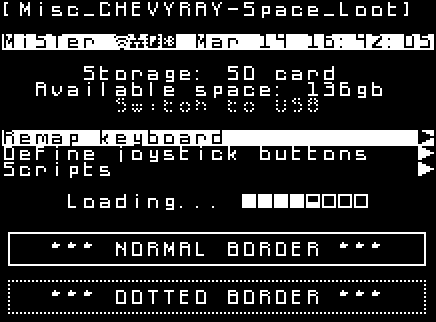 [Misc_CHEVYRAY-Space_Loot]
MiSTer Mar 14 16:42:05
Storage: SD card
Available space: 136gb
Switch to USB
Remap keyboard
Define joystick buttons
Scripts
Loading...
*** NORMAL BORDER ***
*** DOTTED BORDER ***